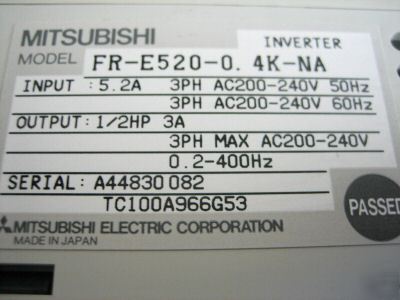 MITSUBISHI INVERTER
MODEL FR-E520-0.4K-NA
INPUT : 5.2A 3PH AC200-240V 50Hz
3PH AC200-240V 60Hz
OUTPUT: 1/2HP 3A
3PH MAX AC200-240V
0.2-400Hz
SERIAL: A44830082
TC100A966G53
PASSED
MITSUBISHI ELECTRIC CORPORATION
MADE IN JAPAN